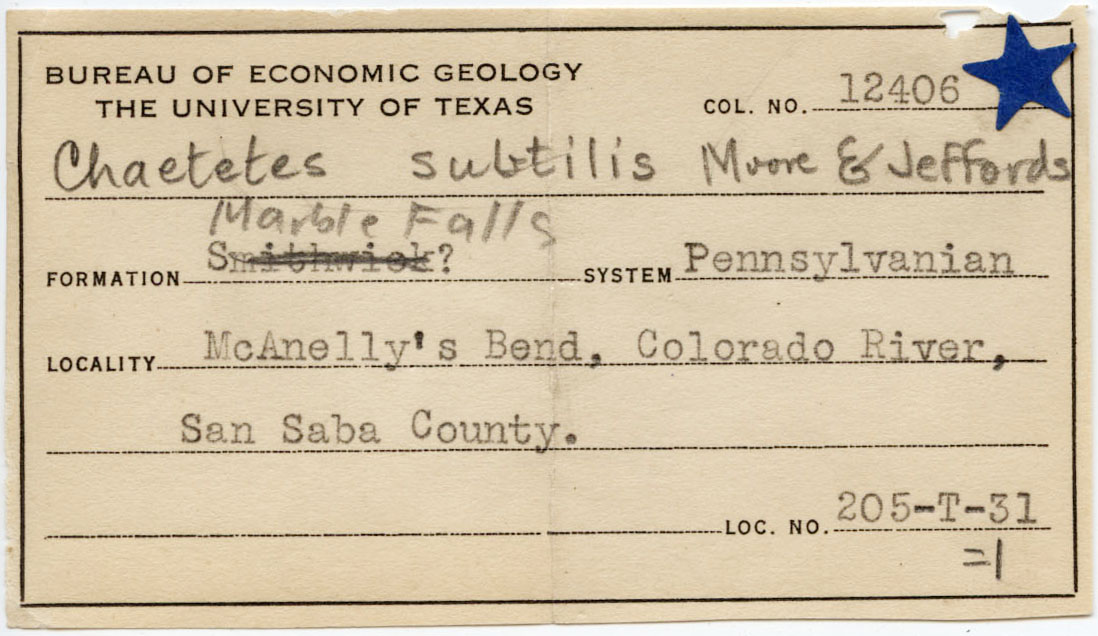 BUREAU OF ECONOMIC GEOLOGY
THE UNIVERSITY OF TEXAS
COL. NO. 12406
Chaetetes subtilis Moore & Jeffords
Marble Falls
FORMATION Smithwick? SYSTEM Pennsylvanian
LOCALITY McAnelly's Bend, Colorado River,
San Saba County.
LOC. NO. 205-T-31
=1